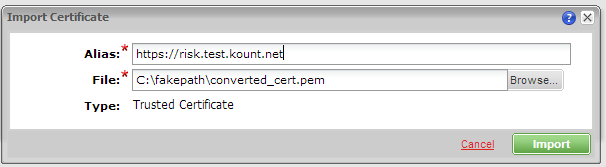 Import Certificate
Alias:* https://risk.test.kount.net
File:* C:\fakepath\converted_cert.pem Browse...
Type: Trusted Certificate
Cancel Import